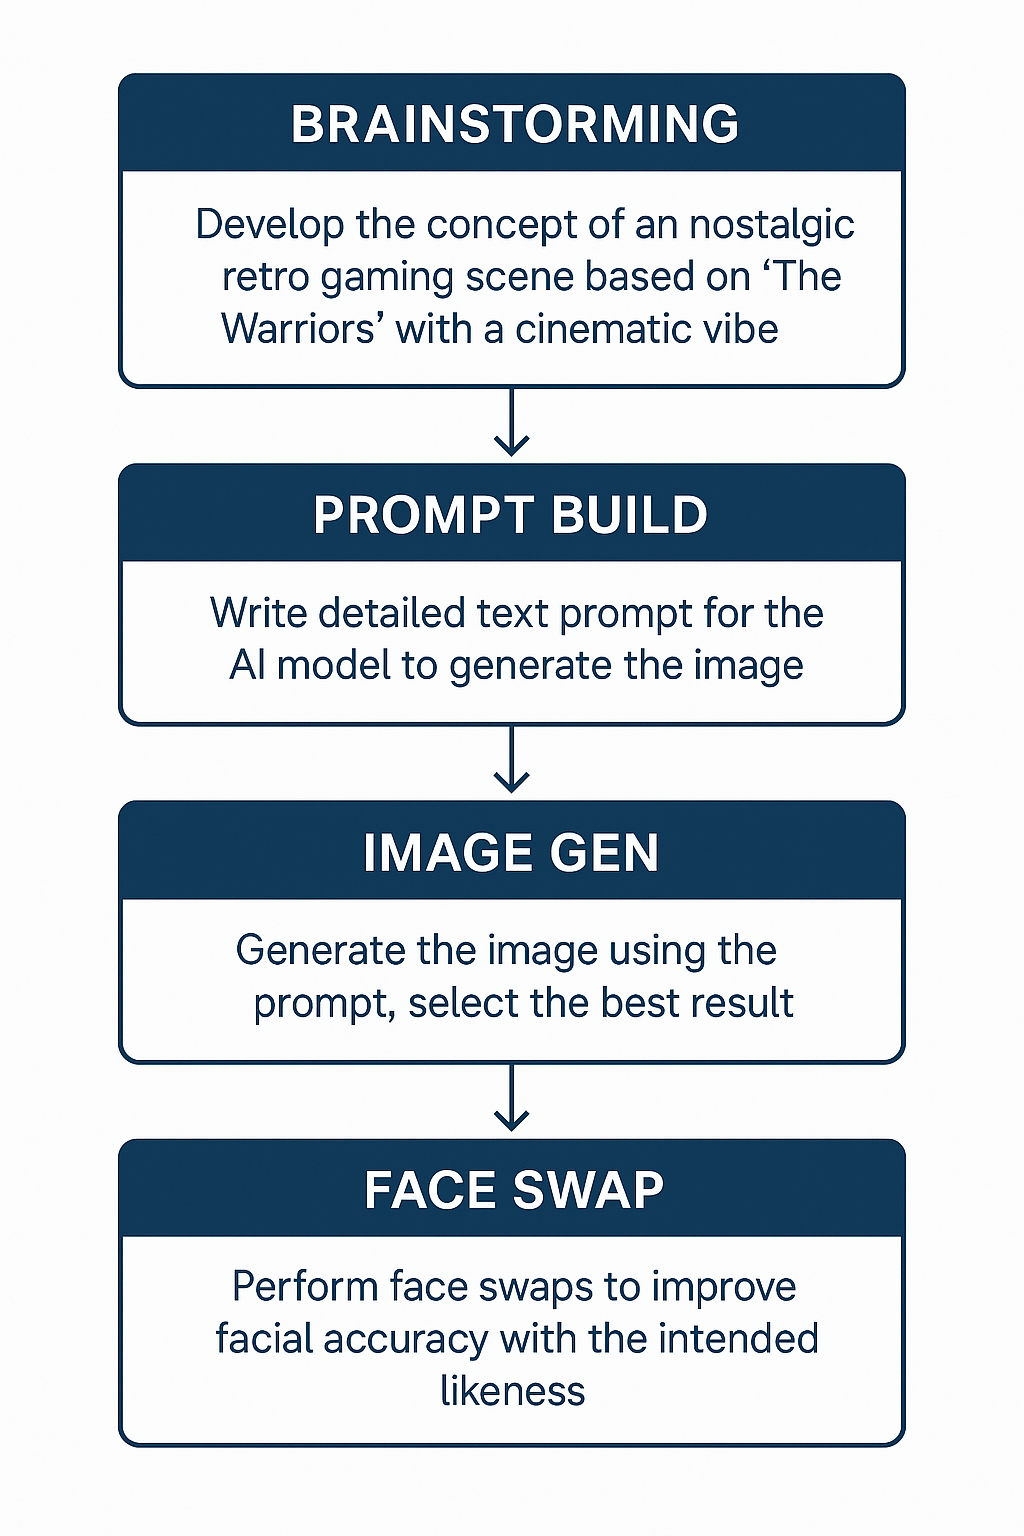 BRAINSTORMING
Develop the concept of an nostalgic
retro gaming scene based on ‘The
Warriors’ with a cinematic vibe
PROMPT BUILD
Write detailed text prompt for the
AI model to generate the image
IMAGE GEN
Generate the image using the
prompt, select the best result
FACE SWAP
Perform face swaps to improve
facial accuracy with the intended
likeness